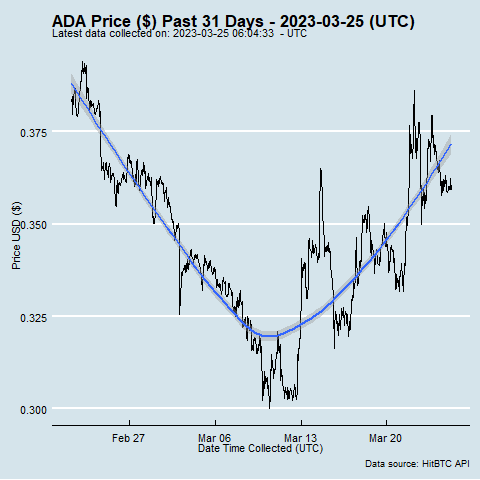 ADA Price ($) Past 31 Days - 2023-03-25 (UTC)
Latest data collected on: 2023-03-25 06:04:33  - UTC
Price USD ($)
0.375
0.350
0.325
0.300
Feb 27
Mar 06
Mar 13
Mar 20
Date Time Collected (UTC)
Data source: HitBTC API